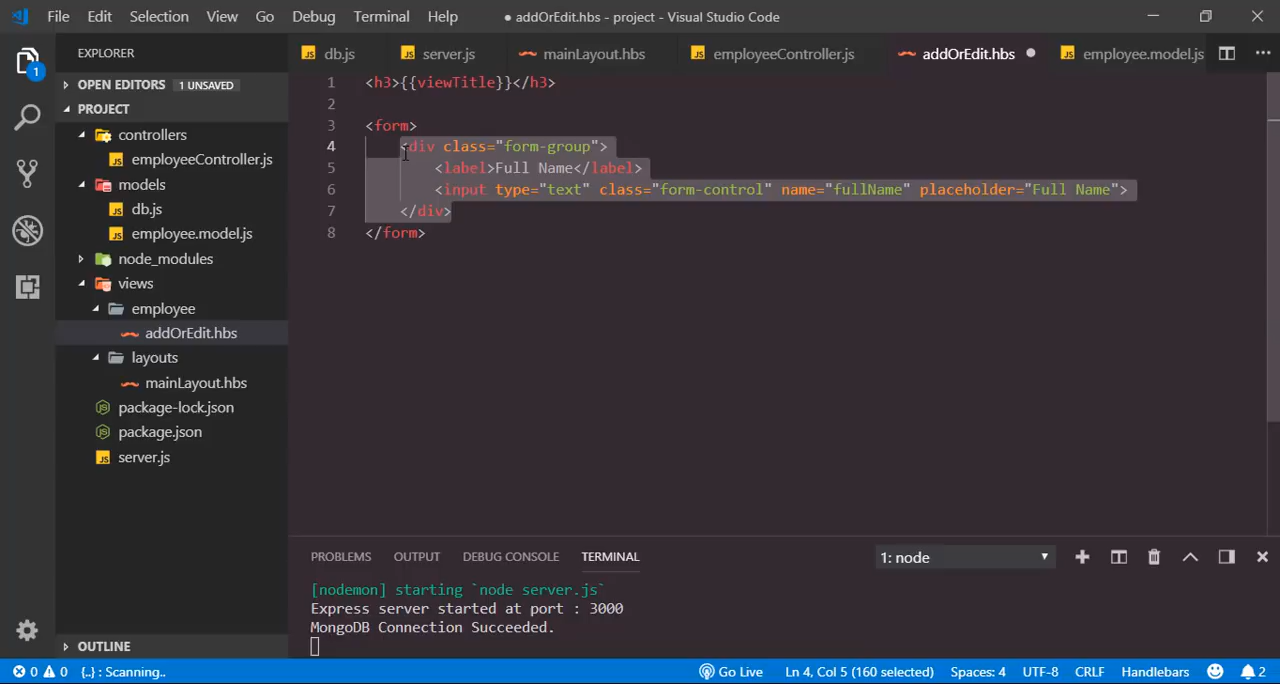 File Edit Selection View Go Debug Terminal Help ● addOrEdit.hbs - project - Visual Studio Code
EXPLORER
OPEN EDITORS 1 UNSAVED
PROJECT
controllers
employeeController.js
models
db.js
employee.model.js
node_modules
views
employee
addOrEdit.hbs
layouts
mainLayout.hbs
package-lock.json
package.json
server.js
OUTLINE
1
db.js server.js mainLayout.hbs employeeController.js addOrEdit.hbs ● employee.model.js
1 <h3>{{viewTitle}}</h3>
2
3 <form>
4 <div class="form-group">
5 <label>Full Name</label>
6 <input type="text" class="form-control" name="fullName" placeholder="Full Name">
7 </div>
8 </form>
PROBLEMS OUTPUT DEBUG CONSOLE TERMINAL 1: node
[nodemon] starting `node server.js`
Express server started at port : 3000
MongoDB Connection Succeeded.
0 0 {..} : Scanning.. Go Live Ln 4, Col 5 (160 selected) Spaces: 4 UTF-8 CRLF Handlebars 2